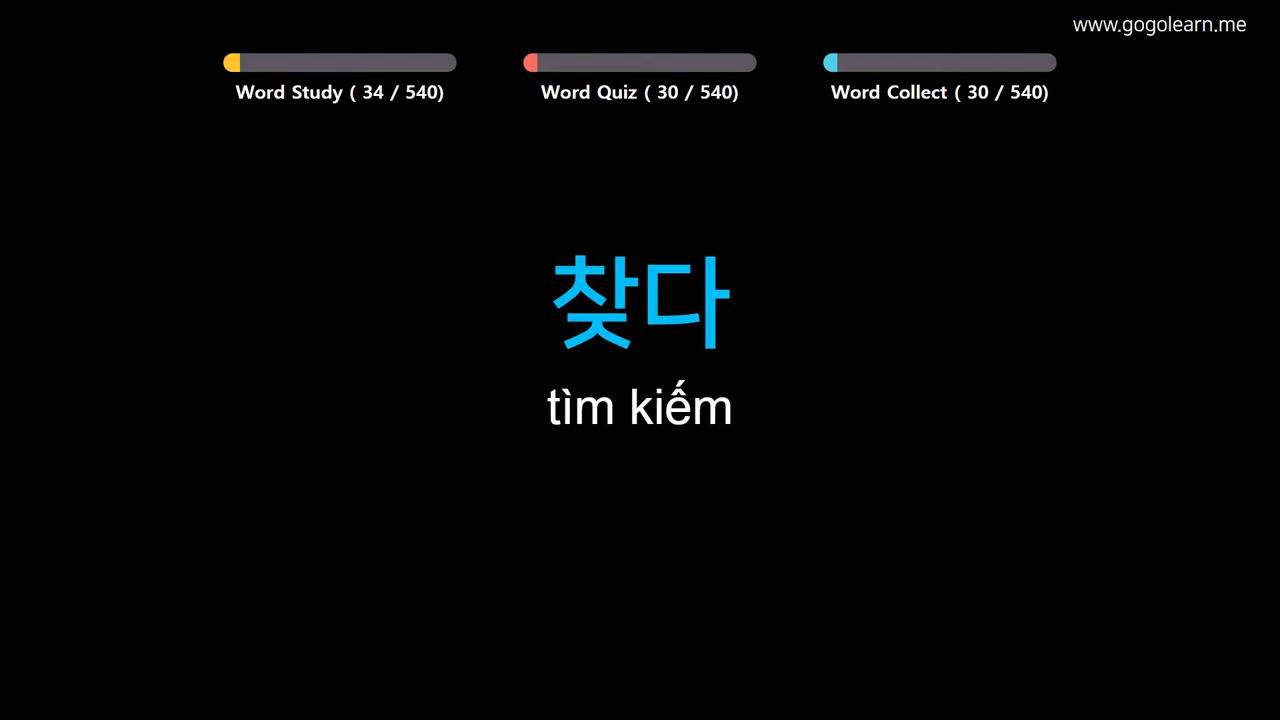 www.gogolearn.me
Word Study ( 34 / 540)
Word Quiz ( 30 / 540)
Word Collect ( 30 / 540)
찾다
tìm kiếm